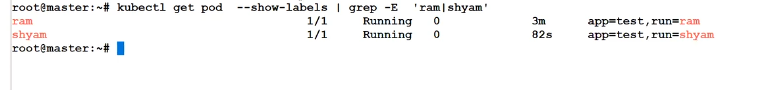 root@master:~# kubectl get pod  --show-labels | grep -E  'ram|shyam'
ram                                        1/1     Running   0             3m      app=test,run=ram
shyam                                      1/1     Running   0             82s     app=test,run=shyam
root@master:~#